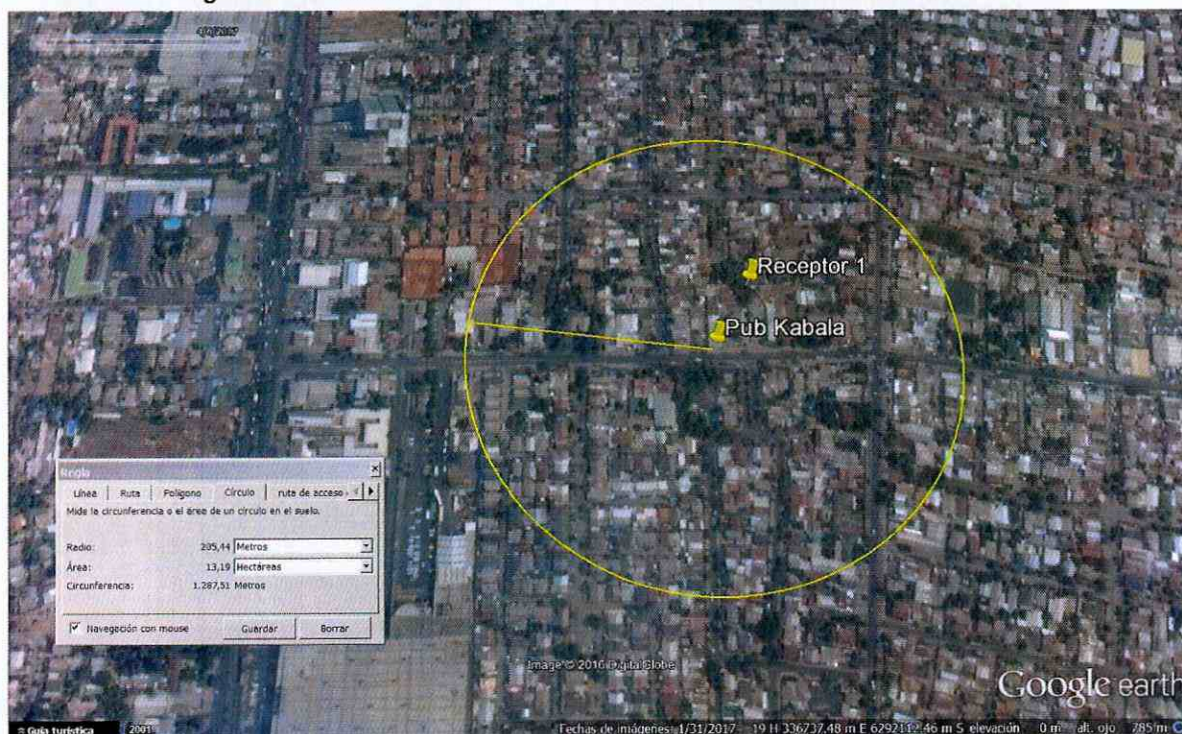 Receptor 1
Pub Kabala
Regla
Línea Ruta Polígono Círculo ruta de acceso
Mide la circunferencia o el área de un círculo en el suelo.
Radio: 205,44 Metros
Área: 13,19 Hectáreas
Circunferencia: 1.287,51 Metros
Navegación con mouse Guardar Borrar
Image © 2016 DigitalGlobe
Google earth
Guía turística 2001 Fechas de imágenes: 1/31/2017 19 H 336737.48 m E 6292112.46 m S elevación 0 m alt. ojo 785 m